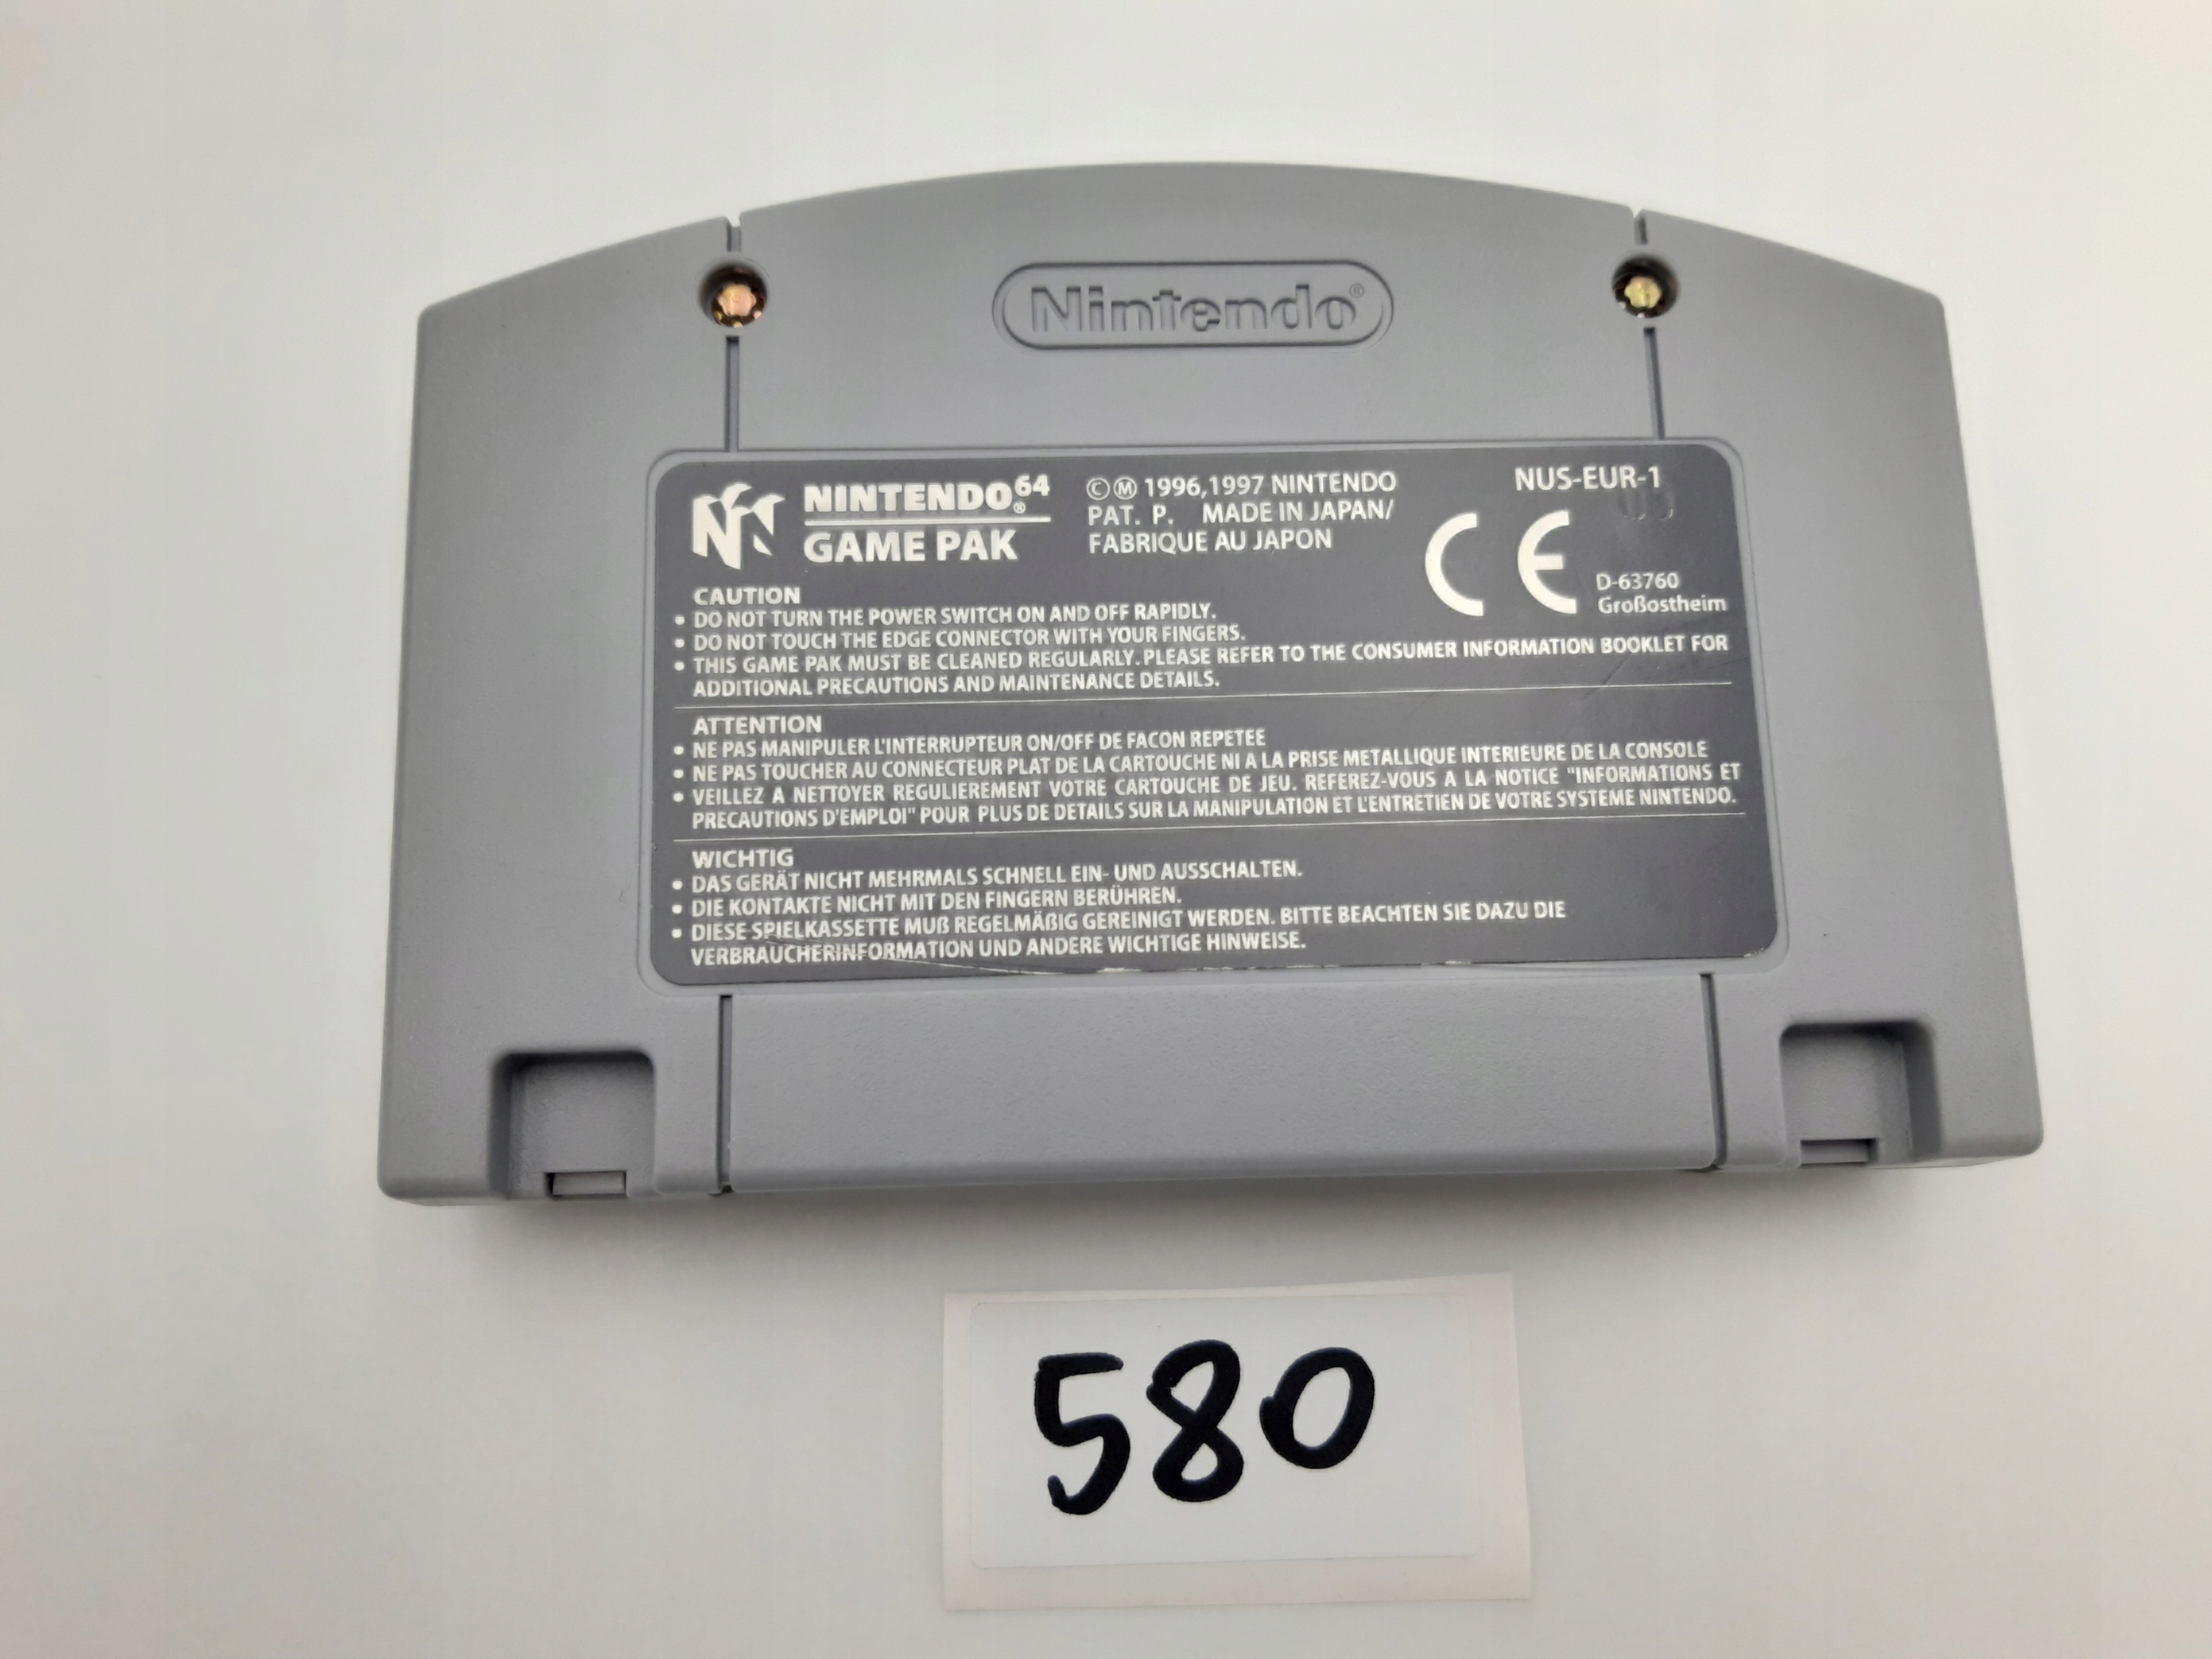 Nintendo®
NINTENDO64®
GAME PAK
ⒸⓂ 1996,1997 NINTENDO
PAT. P. MADE IN JAPAN/
FABRIQUE AU JAPON
NUS-EUR-1
CE
D-63760
Großostheim
CAUTION
• DO NOT TURN THE POWER SWITCH ON AND OFF RAPIDLY.
• DO NOT TOUCH THE EDGE CONNECTOR WITH YOUR FINGERS.
• THIS GAME PAK MUST BE CLEANED REGULARLY. PLEASE REFER TO THE CONSUMER INFORMATION BOOKLET FOR
ADDITIONAL PRECAUTIONS AND MAINTENANCE DETAILS.
ATTENTION
• NE PAS MANIPULER L'INTERRUPTEUR ON/OFF DE FACON REPETEE
• NE PAS TOUCHER AU CONNECTEUR PLAT DE LA CARTOUCHE NI A LA PRISE METALLIQUE INTERIEURE DE LA CONSOLE
• VEILLEZ A NETTOYER REGULIEREMENT VOTRE CARTOUCHE DE JEU. REFEREZ-VOUS A LA NOTICE "INFORMATIONS ET
PRECAUTIONS D'EMPLOI" POUR PLUS DE DETAILS SUR LA MANIPULATION ET L'ENTRETIEN DE VOTRE SYSTEME NINTENDO.
WICHTIG
• DAS GERÄT NICHT MEHRMALS SCHNELL EIN- UND AUSSCHALTEN.
• DIE KONTAKTE NICHT MIT DEN FINGERN BERÜHREN.
• DIESE SPIELKASSETTE MUß REGELMÄßIG GEREINIGT WERDEN. BITTE BEACHTEN SIE DAZU DIE
VERBRAUCHERINFORMATION UND ANDERE WICHTIGE HINWEISE.
580